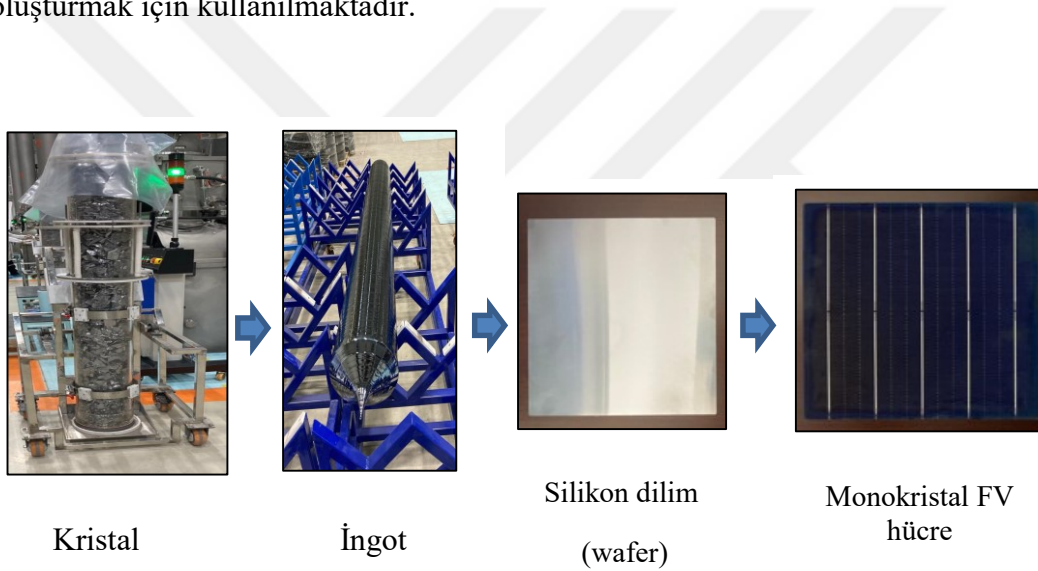 oluşturmak için kullanılmaktadır.
Kristal
İngot
Silikon dilim
(wafer)
Monokristal FV
hücre